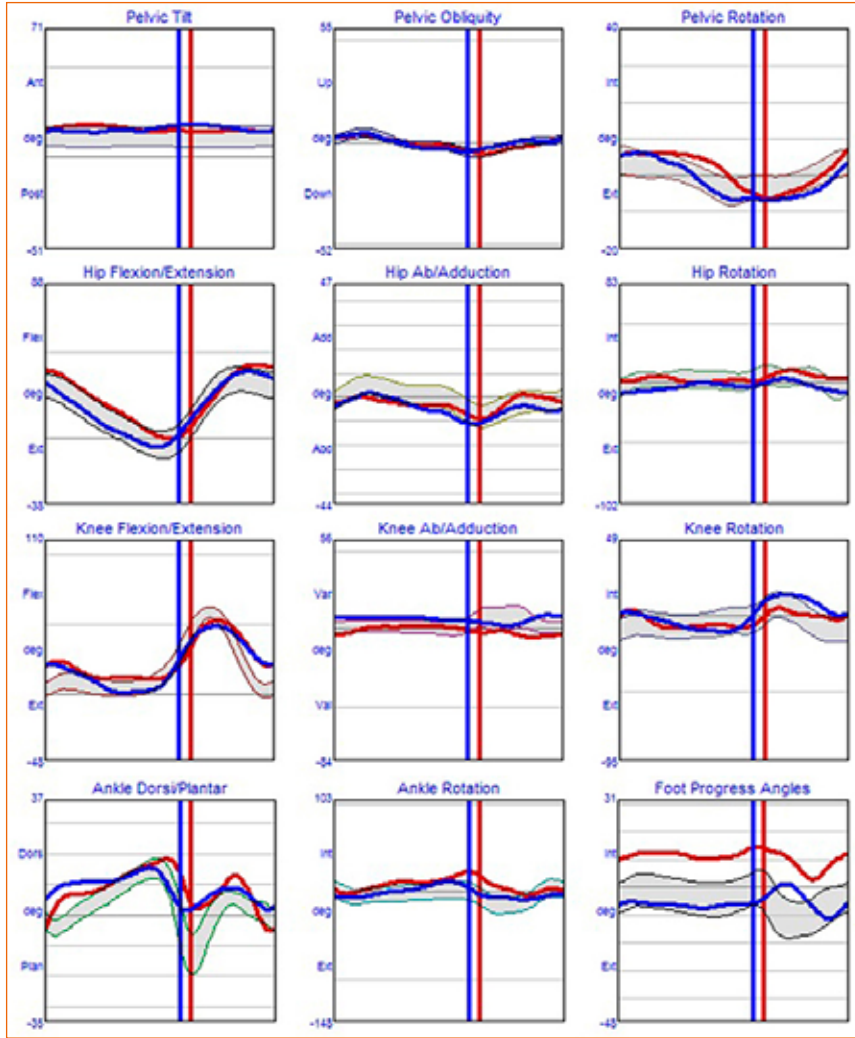 Pelvic Tilt
71
Ant
deg
Post
-51
Pelvic Obliquity
55
Up
deg
Down
-52
Pelvic Rotation
40
Int
deg
Ext
-20
Hip Flexion/Extension
88
Flex
deg
Ext
-38
Hip Ab/Adduction
47
Add
deg
Abd
-44
Hip Rotation
83
Int
deg
Ext
-102
Knee Flexion/Extension
110
Flex
deg
Ext
-48
Knee Ab/Adduction
56
Var
deg
Val
-84
Knee Rotation
49
Int
deg
Ext
-95
Ankle Dorsi/Plantar
37
Dors
deg
Plan
-35
Ankle Rotation
103
Int
deg
Ext
-148
Foot Progress Angles
31
Int
deg
Ext
-48